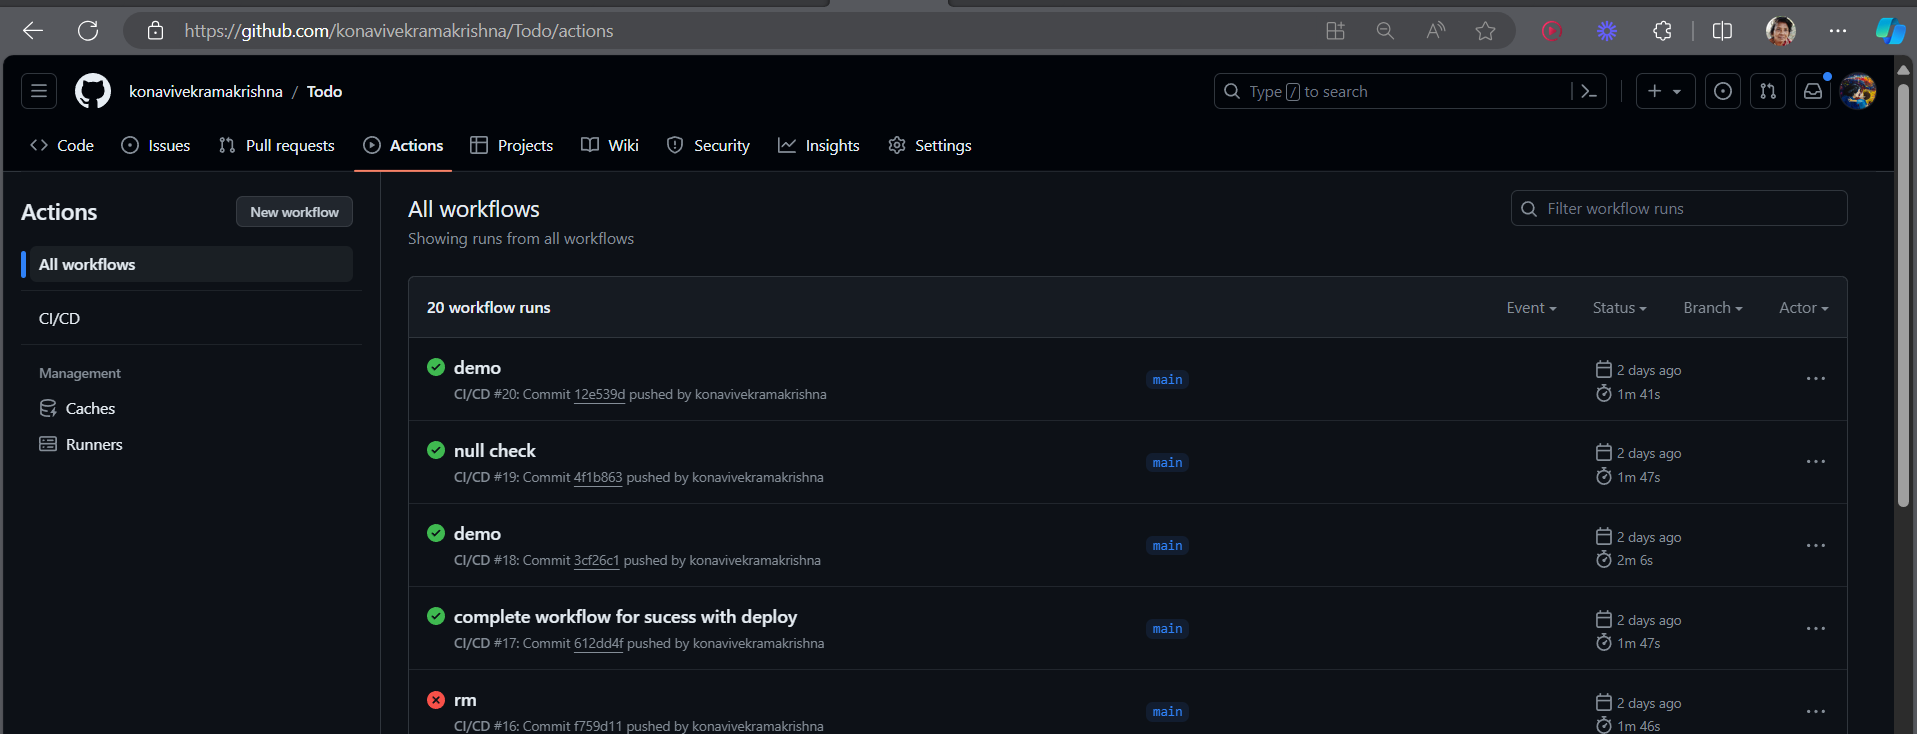 https://github.com/konavivekramakrishna/Todo/actions
konavivekramakrishna / Todo
Type / to search
Code
Issues
Pull requests
Actions
Projects
Wiki
Security
Insights
Settings
Actions
New workflow
All workflows
CI/CD
Management
Caches
Runners
All workflows
Showing runs from all workflows
Filter workflow runs
20 workflow runs
Event
Status
Branch
Actor
demo
CI/CD #20: Commit 12e539d pushed by konavivekramakrishna
main
2 days ago
1m 41s
null check
CI/CD #19: Commit 4f1b863 pushed by konavivekramakrishna
main
2 days ago
1m 47s
demo
CI/CD #18: Commit 3cf26c1 pushed by konavivekramakrishna
main
2 days ago
2m 6s
complete workflow for sucess with deploy
CI/CD #17: Commit 612dd4f pushed by konavivekramakrishna
main
2 days ago
1m 47s
rm
CI/CD #16: Commit f759d11 pushed by konavivekramakrishna
main
2 days ago
1m 46s